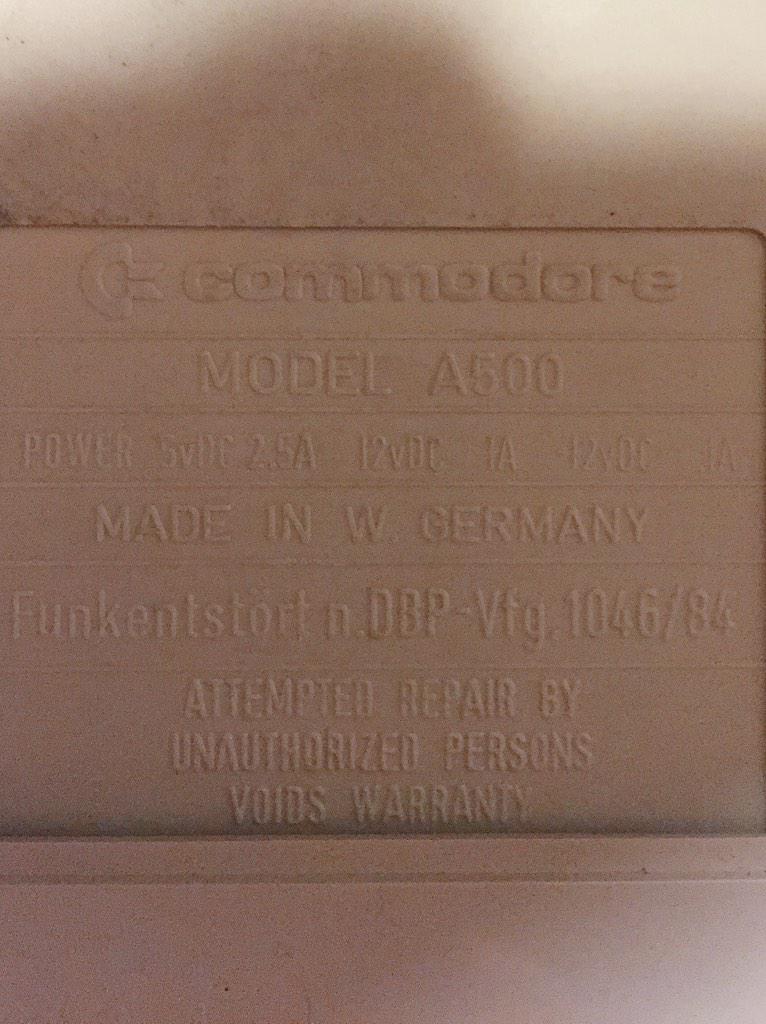 commodore
MODEL A500
POWER 5vDC 2.5A 12vDC 1A -12vDC .1A
MADE IN W. GERMANY
Funkentstört n.DBP-Vfg.1046/84
ATTEMPTED REPAIR BY
UNAUTHORIZED PERSONS
VOIDS WARRANTY